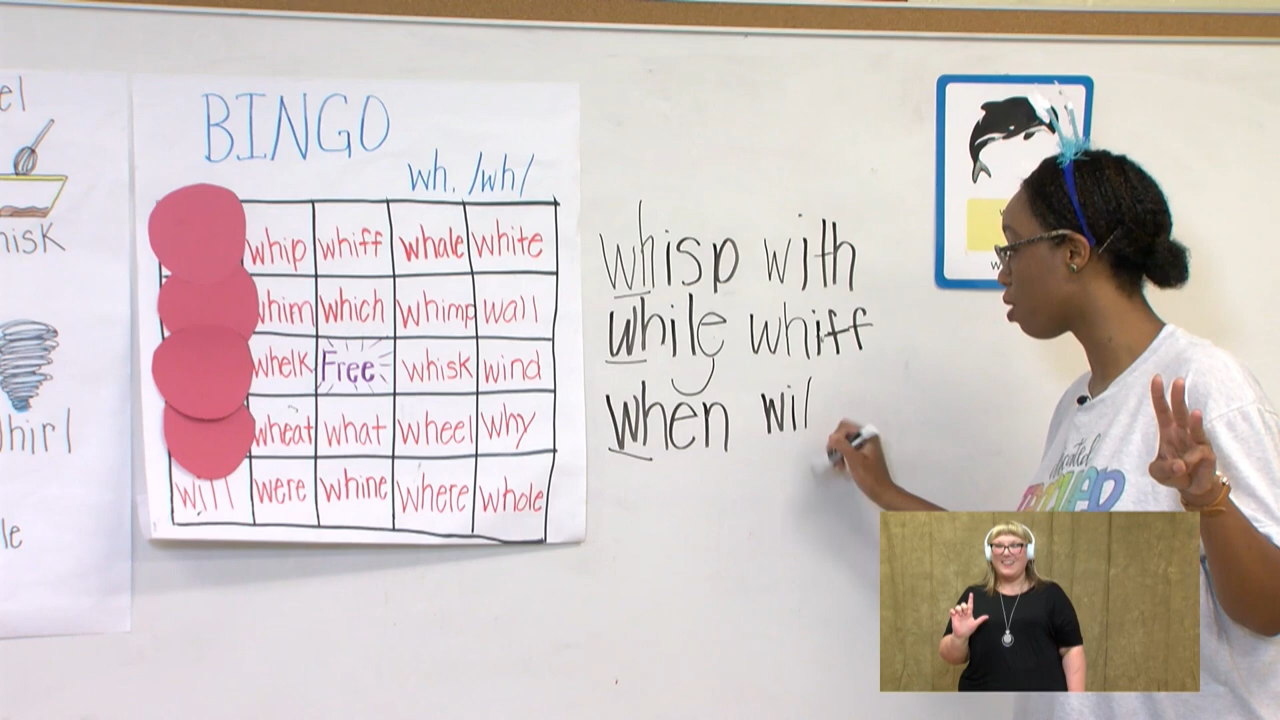 el
hisk
hirl
le
BINGO
wh. /wh/
whip whiff whale white
whim which whimp wall
whelk Free whisk wind
wheat what wheel why
will were whine where whole
whisp with
while whiff
when wil
w